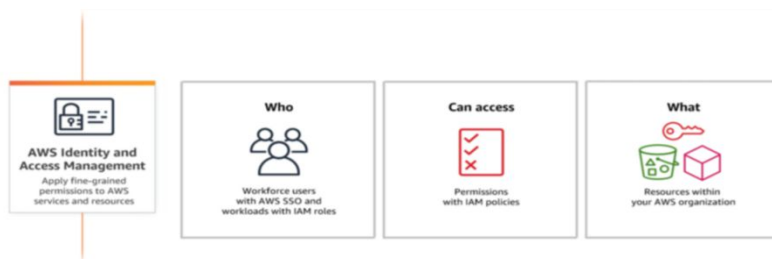 AWS Identity and
Access Management
Apply fine-grained
permissions to AWS
services and resources
Who
Workforce users
with AWS SSO and
workloads with IAM roles
Can access
Permissions
with IAM policies
What
Resources within
your AWS organization